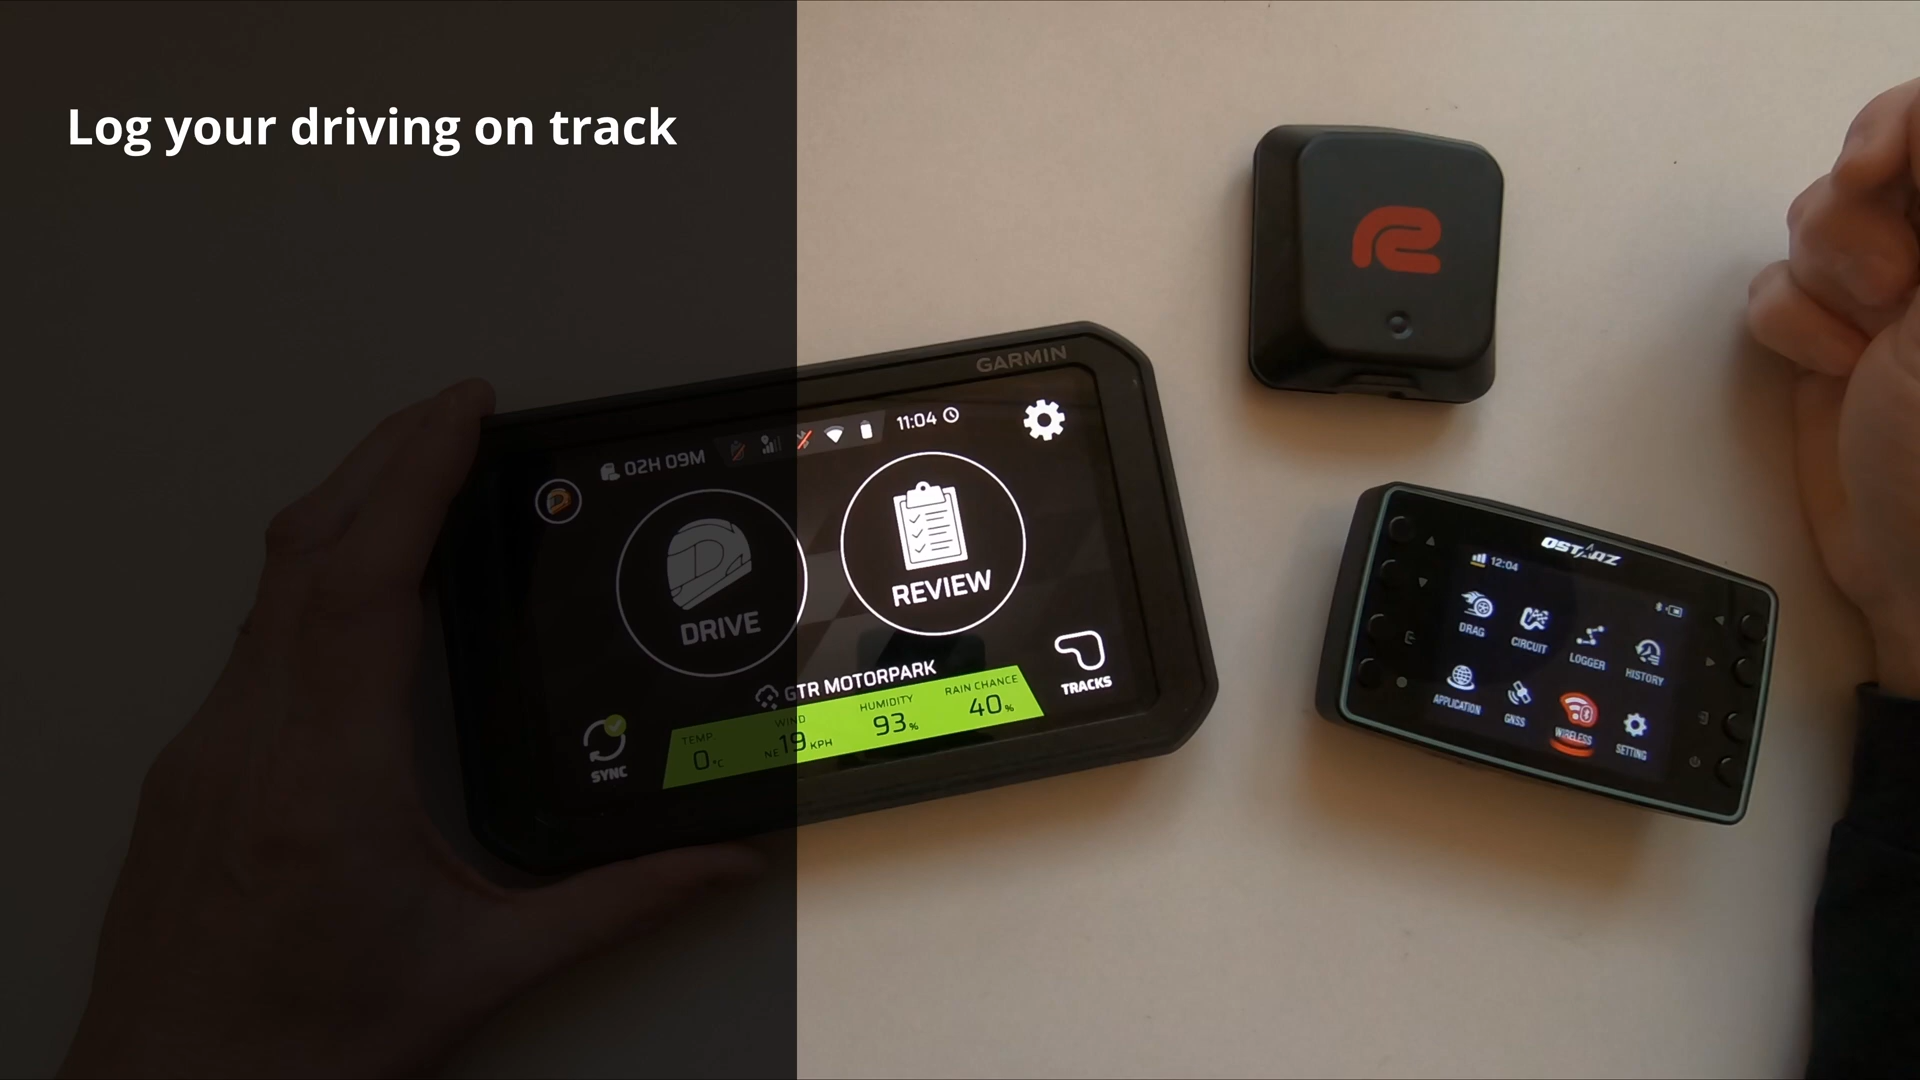 Log your driving on track
GARMIN
02H 09M
11:04
DRIVE
REVIEW
GTR MOTORPARK
TRACKS
SYNC
TEMP
0°C
WIND
NE 19 KPH
HUMIDITY
93%
RAIN CHANCE
40%
QSTARZ
12:04
DRAG
CIRCUIT
LOGGER
HISTORY
APPLICATION
GNSS
WIRELESS
SETTING